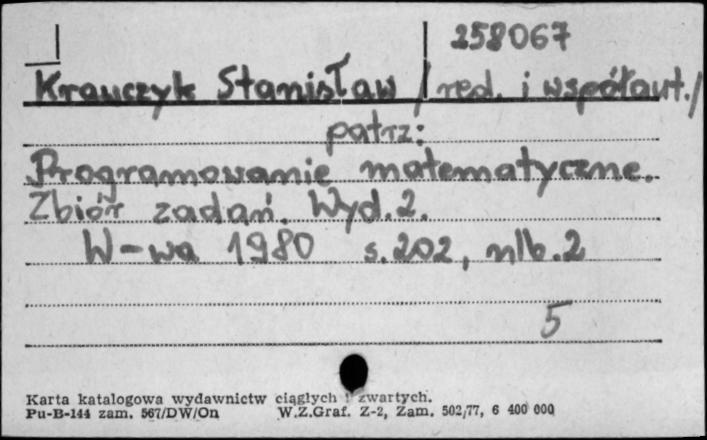 258067
Krawczyk Stanisław /red. i współaut./
patrz:
Programowanie matematyczne.
Zbiór zadań. Wyd. 2.
W-wa 1980 s. 202, nlb. 2
5
Karta katalogowa wydawnictw ciągłych i zwartych.
Pu-B-144 zam. 567/DW/On W.Z.Graf. Z-2, Zam. 502/77, 6 400 000